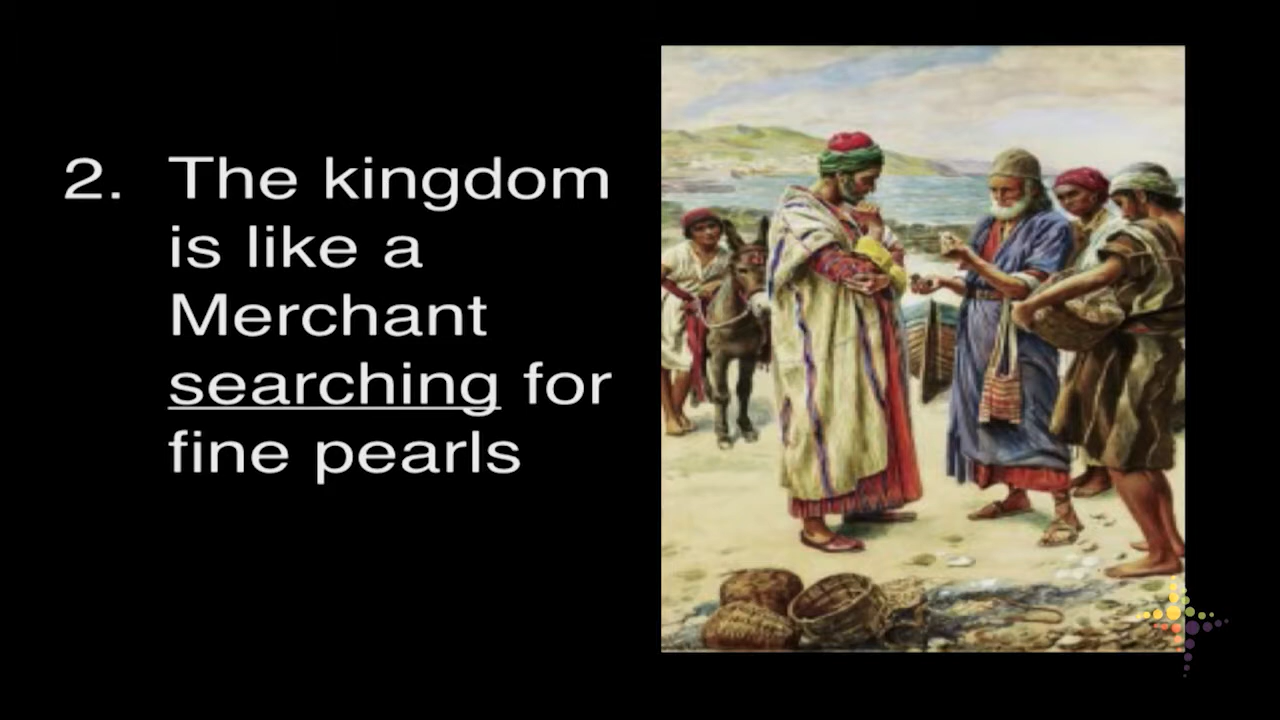 2. The kingdom
is like a
Merchant
searching for
fine pearls